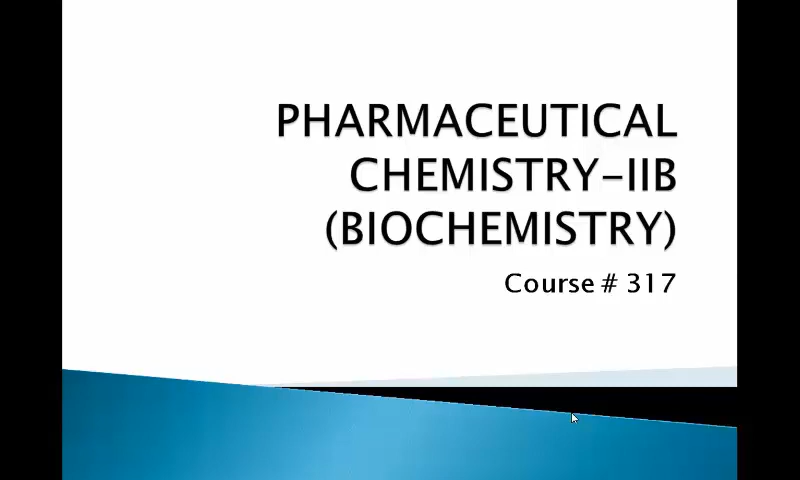 PHARMACEUTICAL
CHEMISTRY-IIB
(BIOCHEMISTRY)
Course # 317